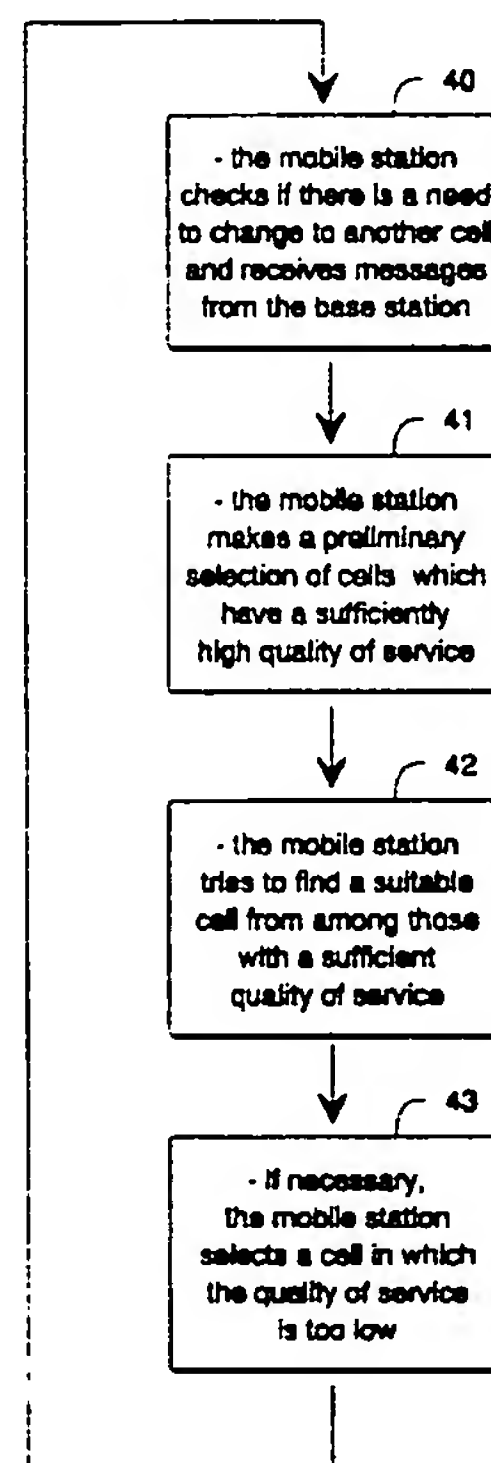 40
- the mobile station
checks if there is a need
to change to another cell
and receives messages
from the base station
41
- the mobile station
makes a preliminary
selection of cells which
have a sufficiently
high quality of service
42
- the mobile station
tries to find a suitable
cell from among those
with a sufficient
quality of service
43
- If necessary,
the mobile station
selects a cell in which
the quality of service
is too low